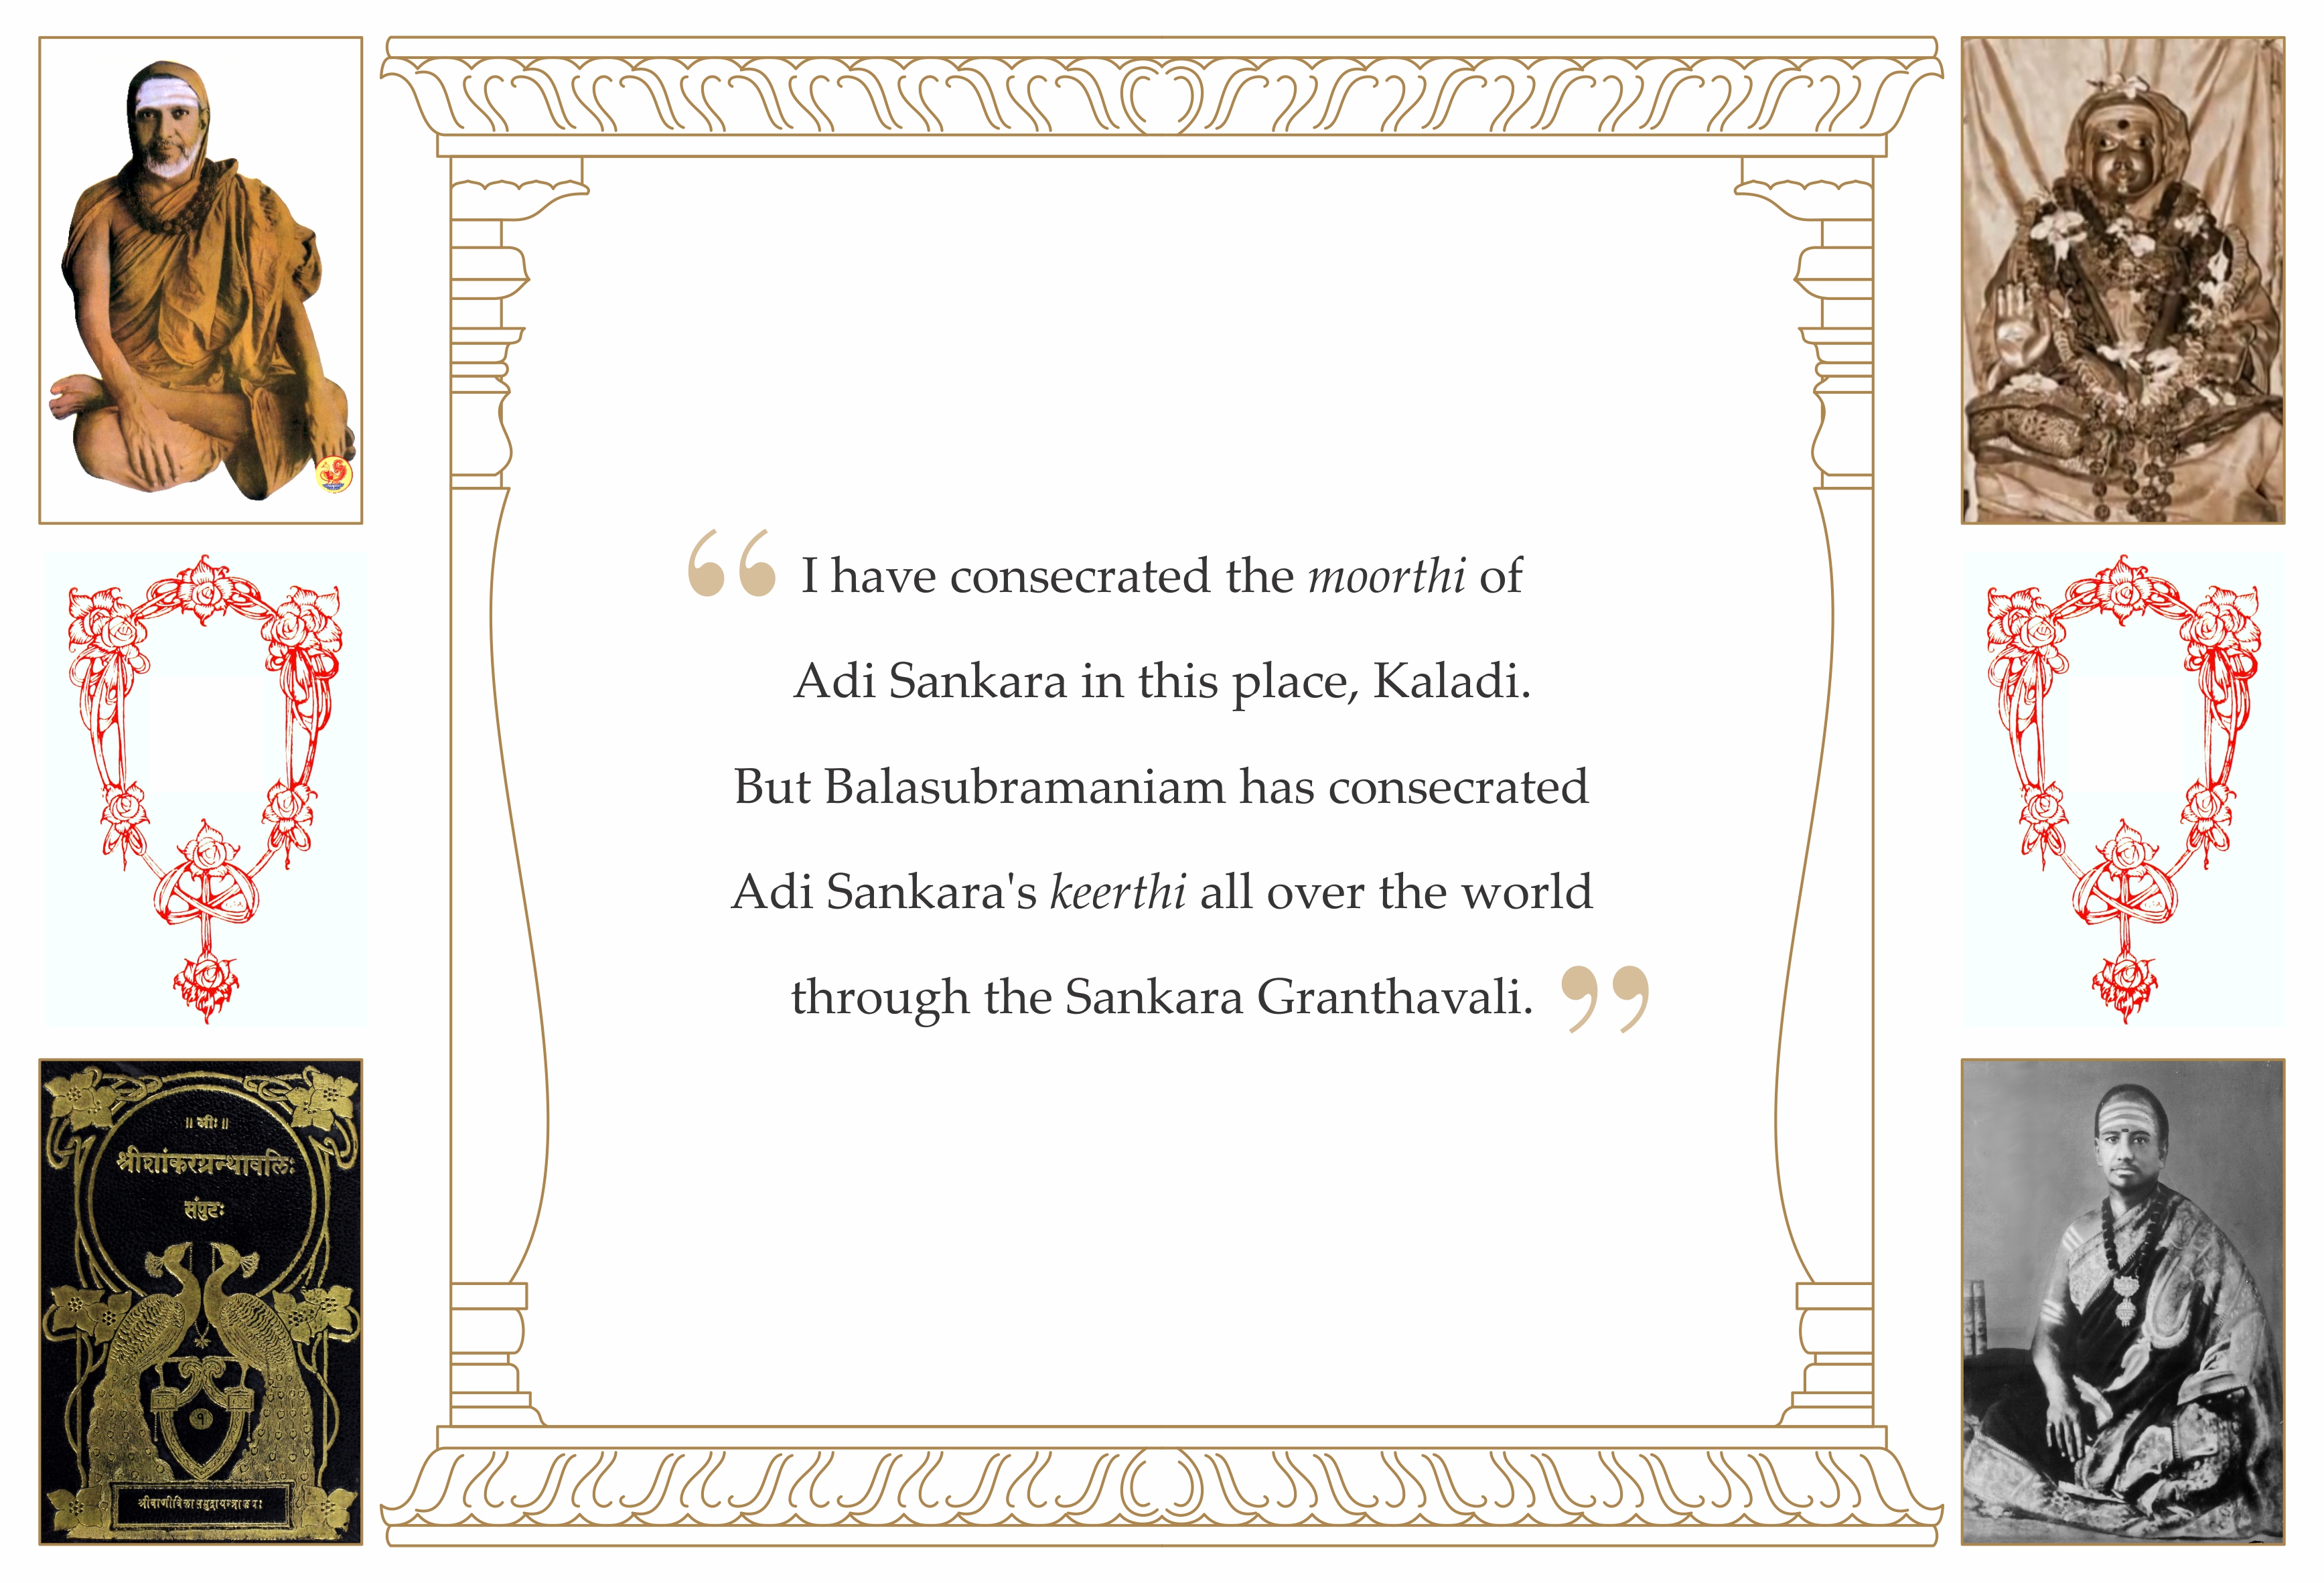 “ I have consecrated the moorthi of
Adi Sankara in this place, Kaladi.
But Balasubramaniam has consecrated
Adi Sankara's keerthi all over the world
through the Sankara Granthavali. ”
॥ श्रीः ॥
श्रीशांकरग्रन्थावलिः
संपुटः
१